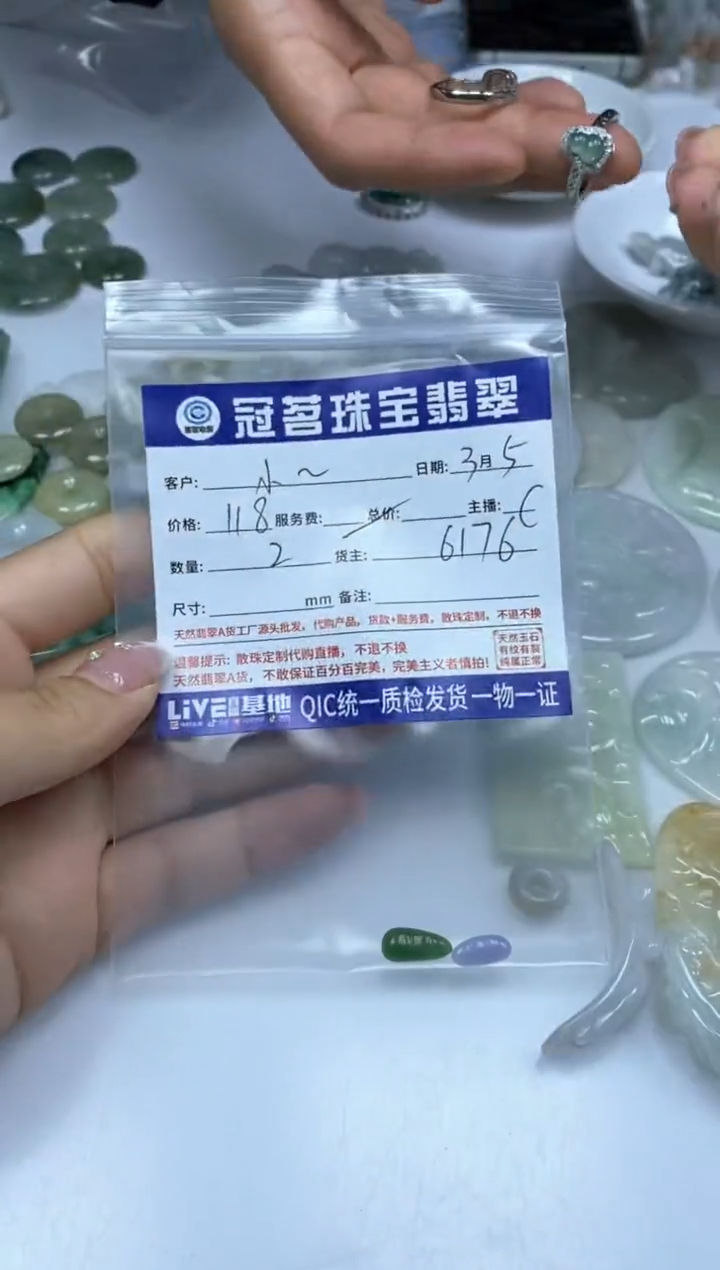 冠茗珠宝翡翠
客户: 小~ 日期: 3月5
价格: 118 服务费: 总价: 主播: C
数量: 2 货主: 6176
尺寸: mm 备注:
天然翡翠A货工厂源头批发，代购产品，货款+服务费，散珠定制，不退不换
温馨提示: 散珠定制代购直播，不退不换
天然翡翠A货，不敢保证百分百完美，完美主义者慎拍!
天然玉石
有纹有裂
纯属正常
LIVE 基地 QIC统一质检发货 一物一证